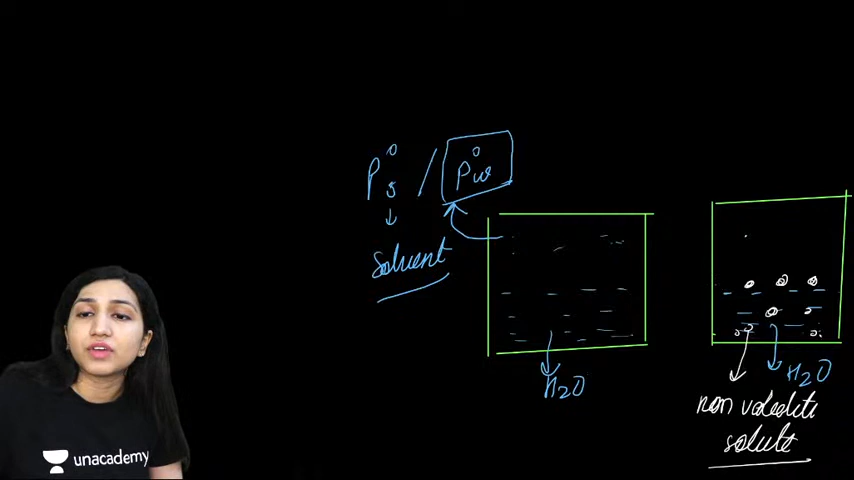 P°s / P°w
↓
solvent
H2O
H2O
non volatile
solute
unacademy